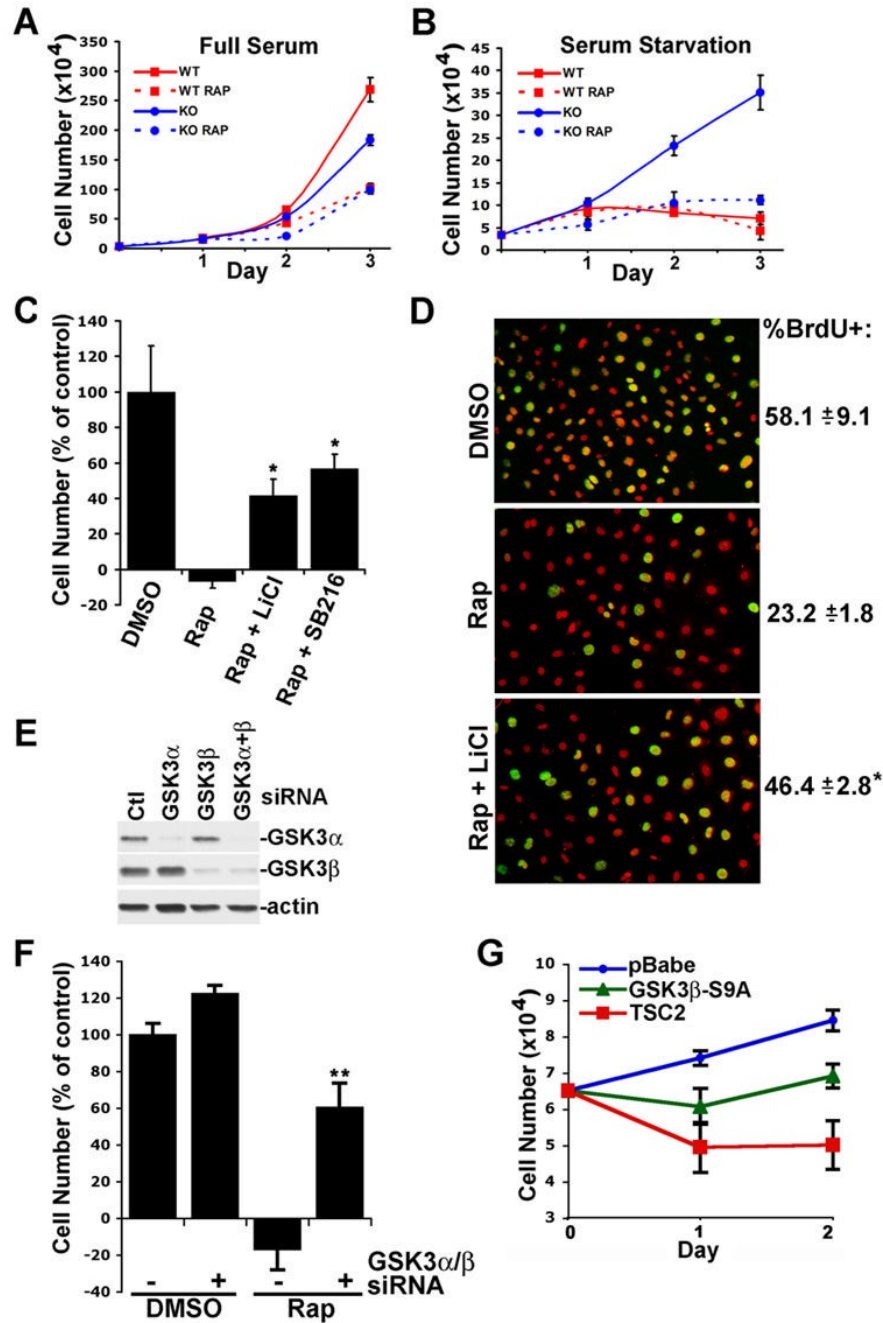 A
Full Serum
Cell Number (x10⁴)
350
300
250
200
150
100
50
0
WT
WT RAP
KO
KO RAP
1
2
3
Day
B
Serum Starvation
Cell Number (x10⁴)
45
40
35
30
25
20
15
10
5
0
WT
WT RAP
KO
KO RAP
1
2
3
Day
C
Cell Number (% of control)
140
120
100
80
60
40
20
0
-20
*
*
DMSO
Rap
Rap + LiCl
Rap + SB216
D
%BrdU+:
DMSO
58.1 ±9.1
Rap
23.2 ±1.8
Rap + LiCl
46.4 ±2.8*
E
Ctl
GSK3α
GSK3β
GSK3α+β
siRNA
-GSK3α
-GSK3β
-actin
F
Cell Number (% of control)
140
120
100
80
60
40
20
0
-20
-40
**
- + - +
GSK3α/β
siRNA
DMSO
Rap
G
Cell Number (x10⁴)
10
9
8
7
6
5
4
3
pBabe
GSK3β-S9A
TSC2
0
1
2
Day